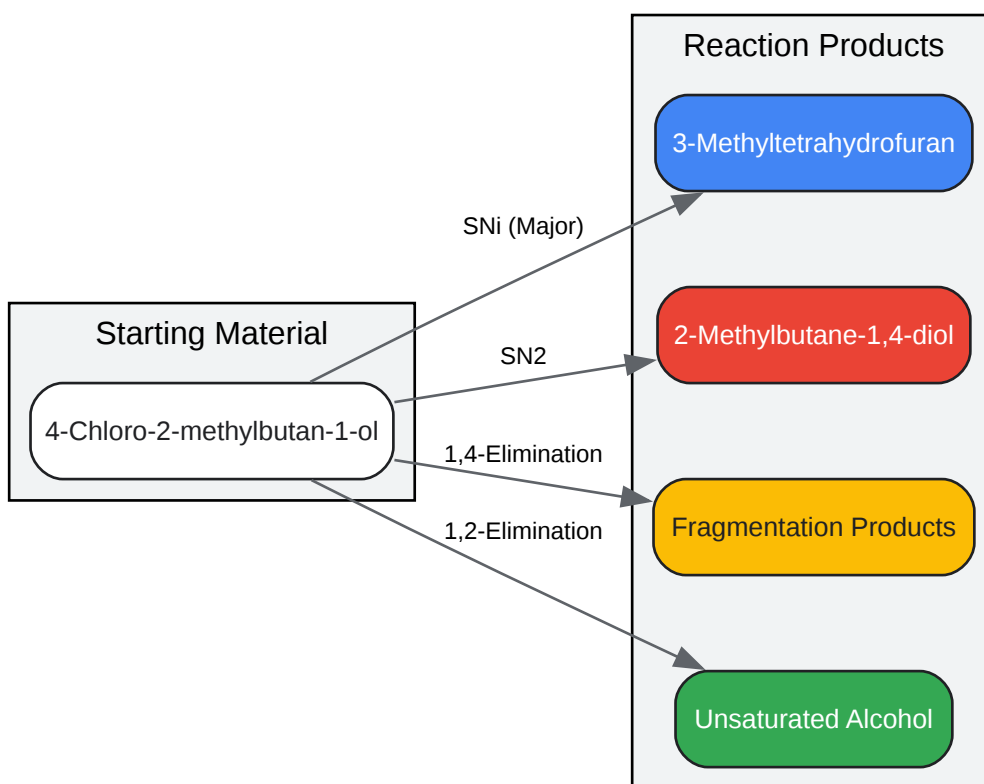 Reaction Products
3-Methyltetrahydrofuran
SNi (Major)
2-Methylbutane-1,4-diol
Starting Material
SN2
4-Chloro-2-methylbutan-1-ol
1,4-Elimination
Fragmentation Products
1,2-Elimination
Unsaturated Alcohol